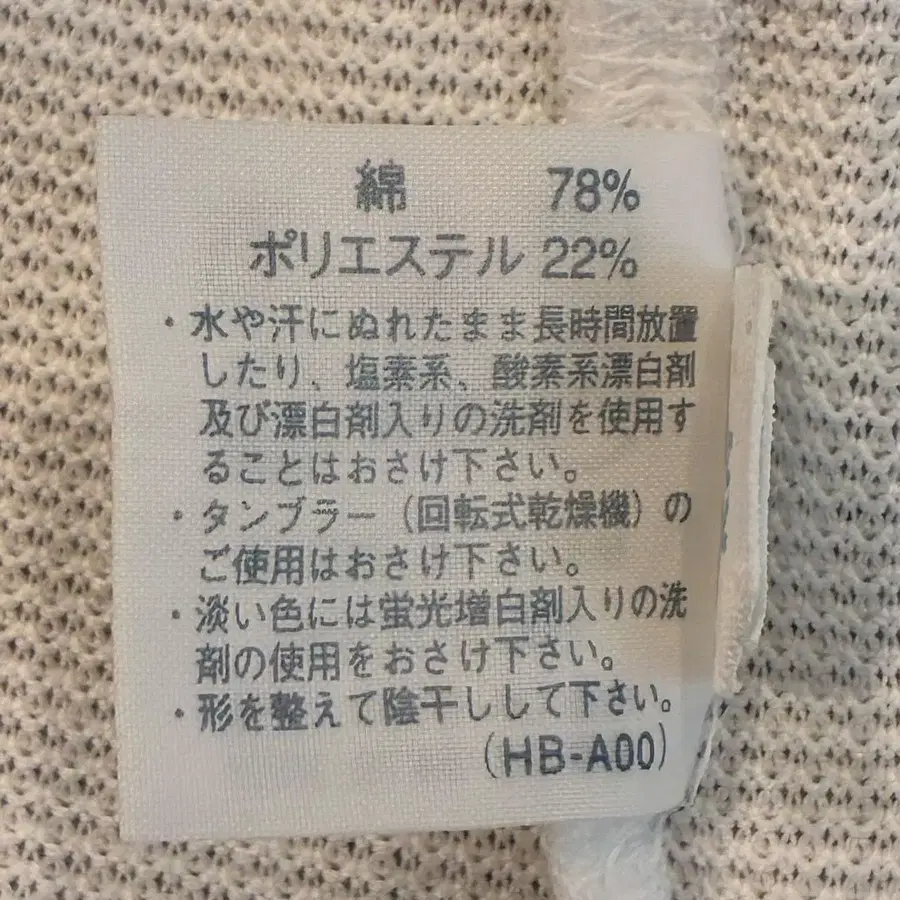 綿 78%
ポリエステル 22%
・水や汗にぬれたまま長時間放置
したり、塩素系、酸素系漂白剤
及び漂白剤入りの洗剤を使用す
ることはおさけ下さい。
・タンブラー（回転式乾燥機）の
ご使用はおさけ下さい。
・淡い色には蛍光増白剤入りの洗
剤の使用をおさけ下さい。
・形を整えて陰干しして下さい。
(HB-A00)